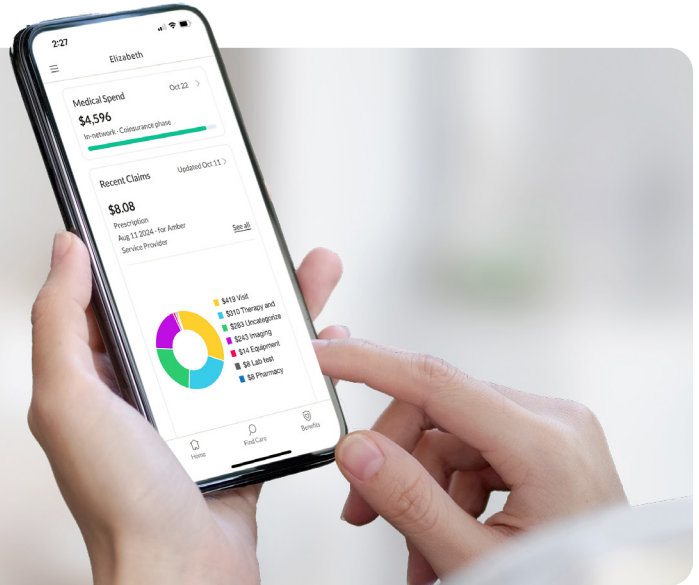 2:27
Elizabeth
Medical Spend
Oct 22
$4,596
In-network - Coinsurance phase
Recent Claims
Updated Oct 11
$8.08
Prescription
Aug 11 2024 - for Amber
Service Provider
See all
$419 Visit
$310 Therapy and
$283 Uncategorize
$243 Imaging
$14 Equipment
$8 Lab test
$8 Pharmacy
Home
Find Care
Benefits